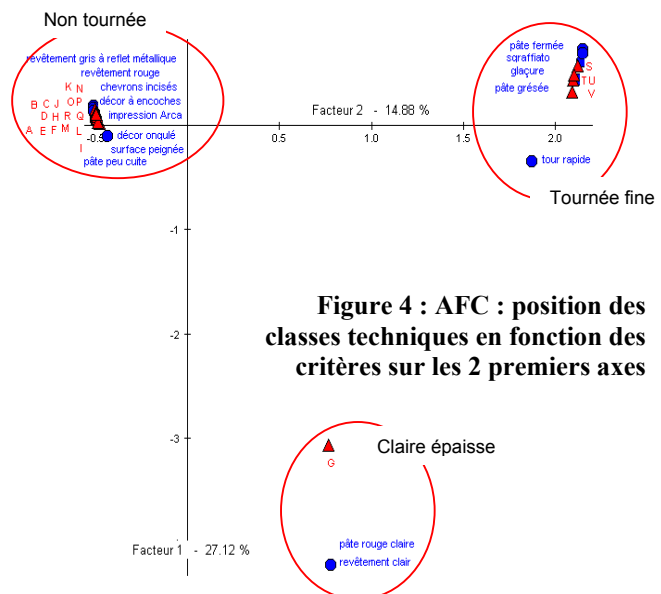 Non tournée
revêtement gris à reflet métallique
revêtement rouge
K N chevrons incisés
B C J O P décor à encoches
D H R Q impression Arca
A E F M L décor ongulé
I surface peignée
pâte peu cuite
-0.5
Facteur 2 - 14.88 %
0.5
1.0
1.5
2.0
pâte fermée
sgraffiato S
glaçure T U
pâte grésée V
tour rapide
Tournée fine
-1
-2
-3
Figure 4 : AFC : position des
classes techniques en fonction des
critères sur les 2 premiers axes
Claire épaisse
G
Facteur 1 - 27.12 %
pâte rouge claire
revêtement clair